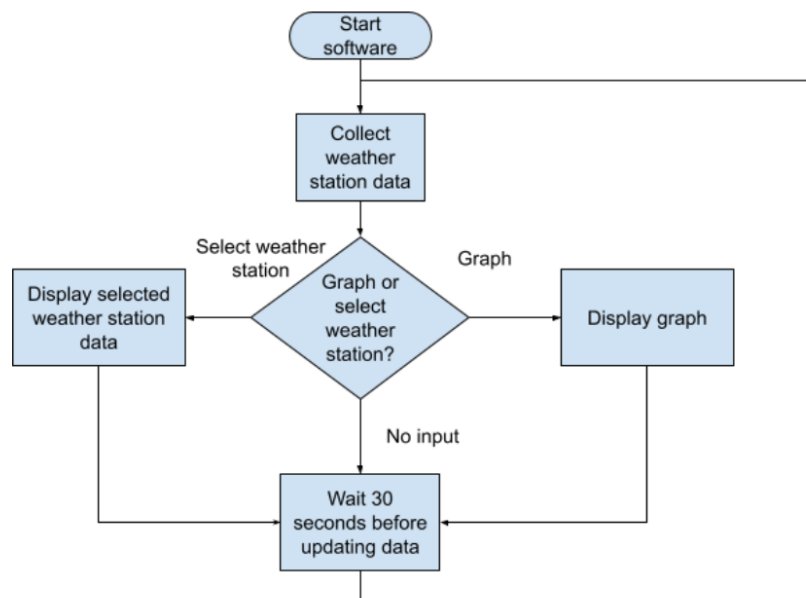 Start
software
Collect
weather
station data
Select weather
station
Graph
Graph or
select
weather
station?
Display selected
weather station
data
Display graph
No input
Wait 30
seconds before
updating data